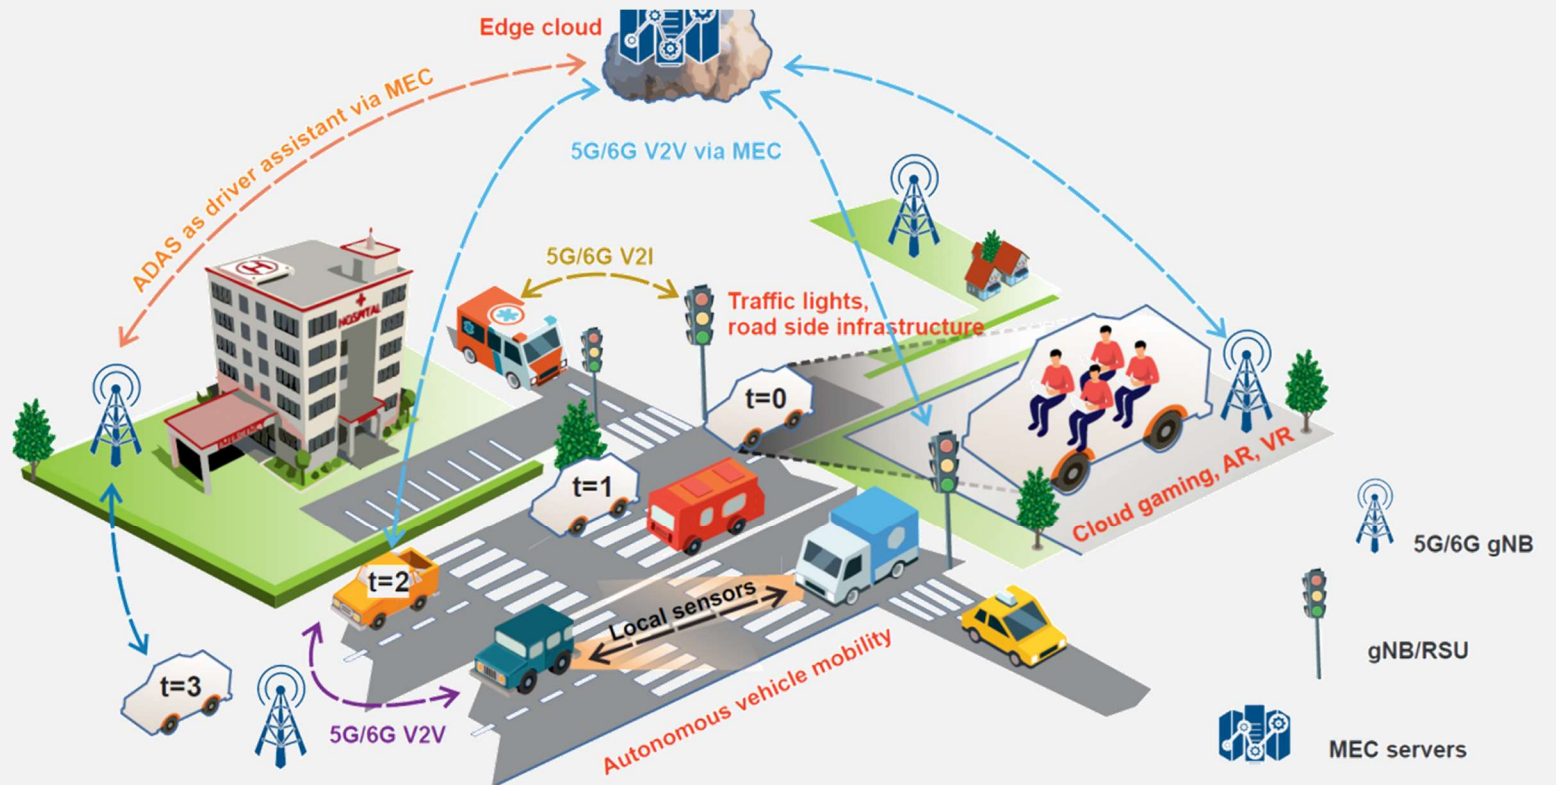 Edge cloud
ADAS as driver assistant via MEC
5G/6G V2V via MEC
5G/6G V2I
Traffic lights,
road side infrastructure
H
HOSPITAL
t=0
t=1
t=2
t=3
Local sensors
Cloud gaming, AR, VR
Autonomous vehicle mobility
5G/6G V2V
5G/6G gNB
gNB/RSU
MEC servers